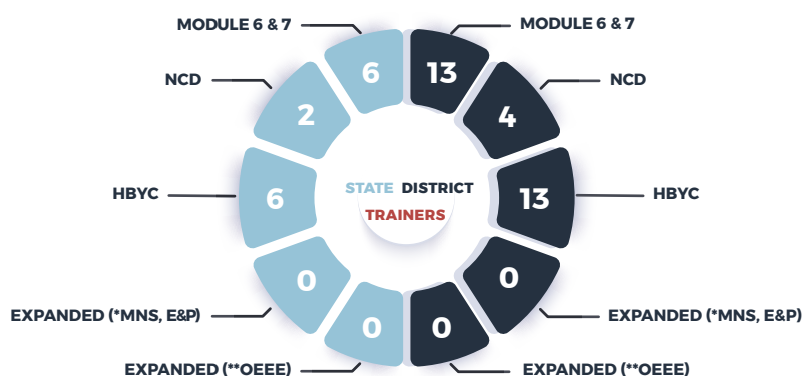 MODULE 6 & 7
MODULE 6 & 7
6
13
NCD
NCD
2
4
STATE DISTRICT
TRAINERS
HBYC
HBYC
6
13
0
0
EXPANDED (*MNS, E&P)
EXPANDED (*MNS, E&P)
0
0
EXPANDED (**OEEE)
EXPANDED (**OEEE)